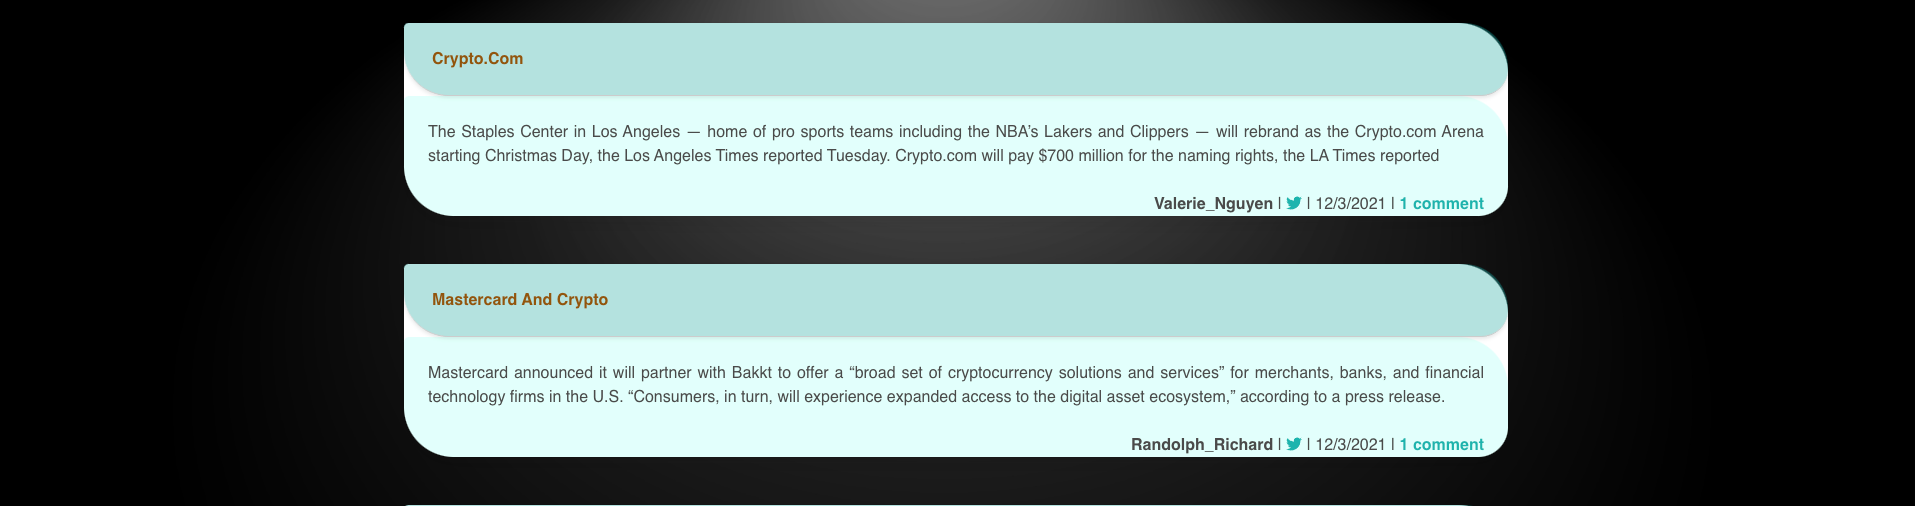 Crypto.Com
The Staples Center in Los Angeles — home of pro sports teams including the NBA’s Lakers and Clippers — will rebrand as the Crypto.com Arena
starting Christmas Day, the Los Angeles Times reported Tuesday. Crypto.com will pay $700 million for the naming rights, the LA Times reported
Valerie_Nguyen | | 12/3/2021 | 1 comment
Mastercard And Crypto
Mastercard announced it will partner with Bakkt to offer a “broad set of cryptocurrency solutions and services” for merchants, banks, and financial
technology firms in the U.S. “Consumers, in turn, will experience expanded access to the digital asset ecosystem,” according to a press release.
Randolph_Richard | | 12/3/2021 | 1 comment